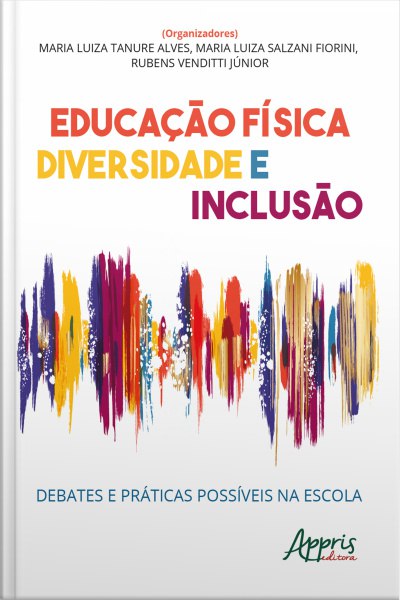 (Organizadores)
MARIA LUIZA TANURE ALVES, MARIA LUIZA SALZANI FIORINI,
RUBENS VENDITTI JÚNIOR
EDUCAÇÃO FÍSICA
DIVERSIDADE E
INCLUSÃO
DEBATES E PRÁTICAS POSSÍVEIS NA ESCOLA
Appris
editora